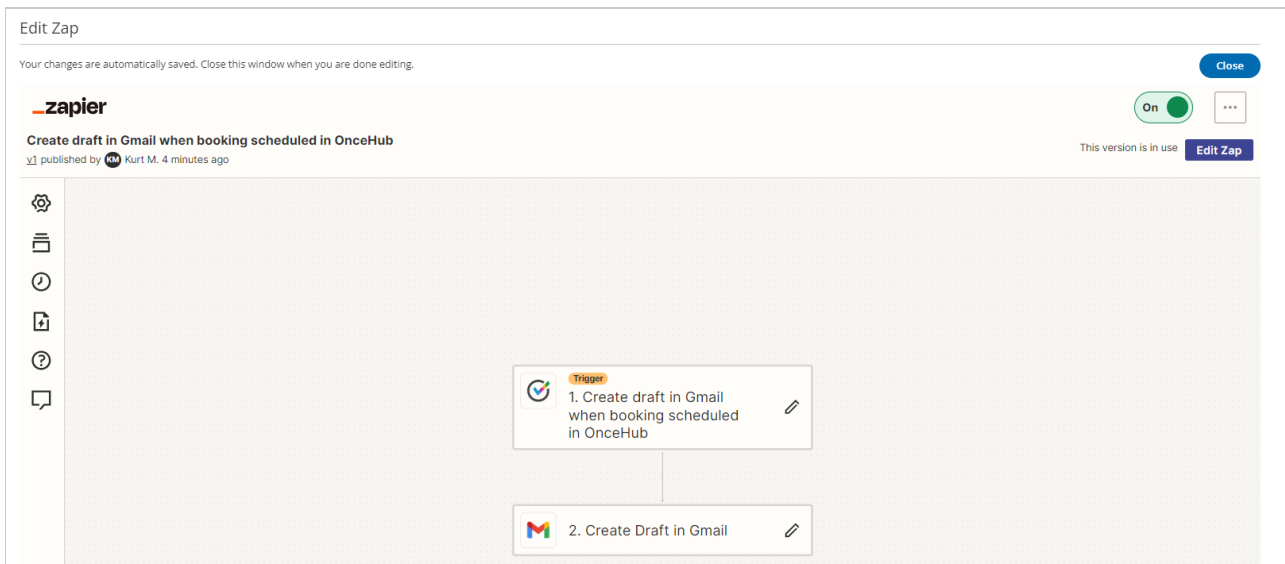 Edit Zap
Your changes are automatically saved. Close this window when you are done editing.
Close
_zapier
On
Create draft in Gmail when booking scheduled in OnceHub
This version is in use
Edit Zap
v1 published by KM Kurt M. 4 minutes ago
Trigger
1. Create draft in Gmail
when booking scheduled
in OnceHub
2. Create Draft in Gmail